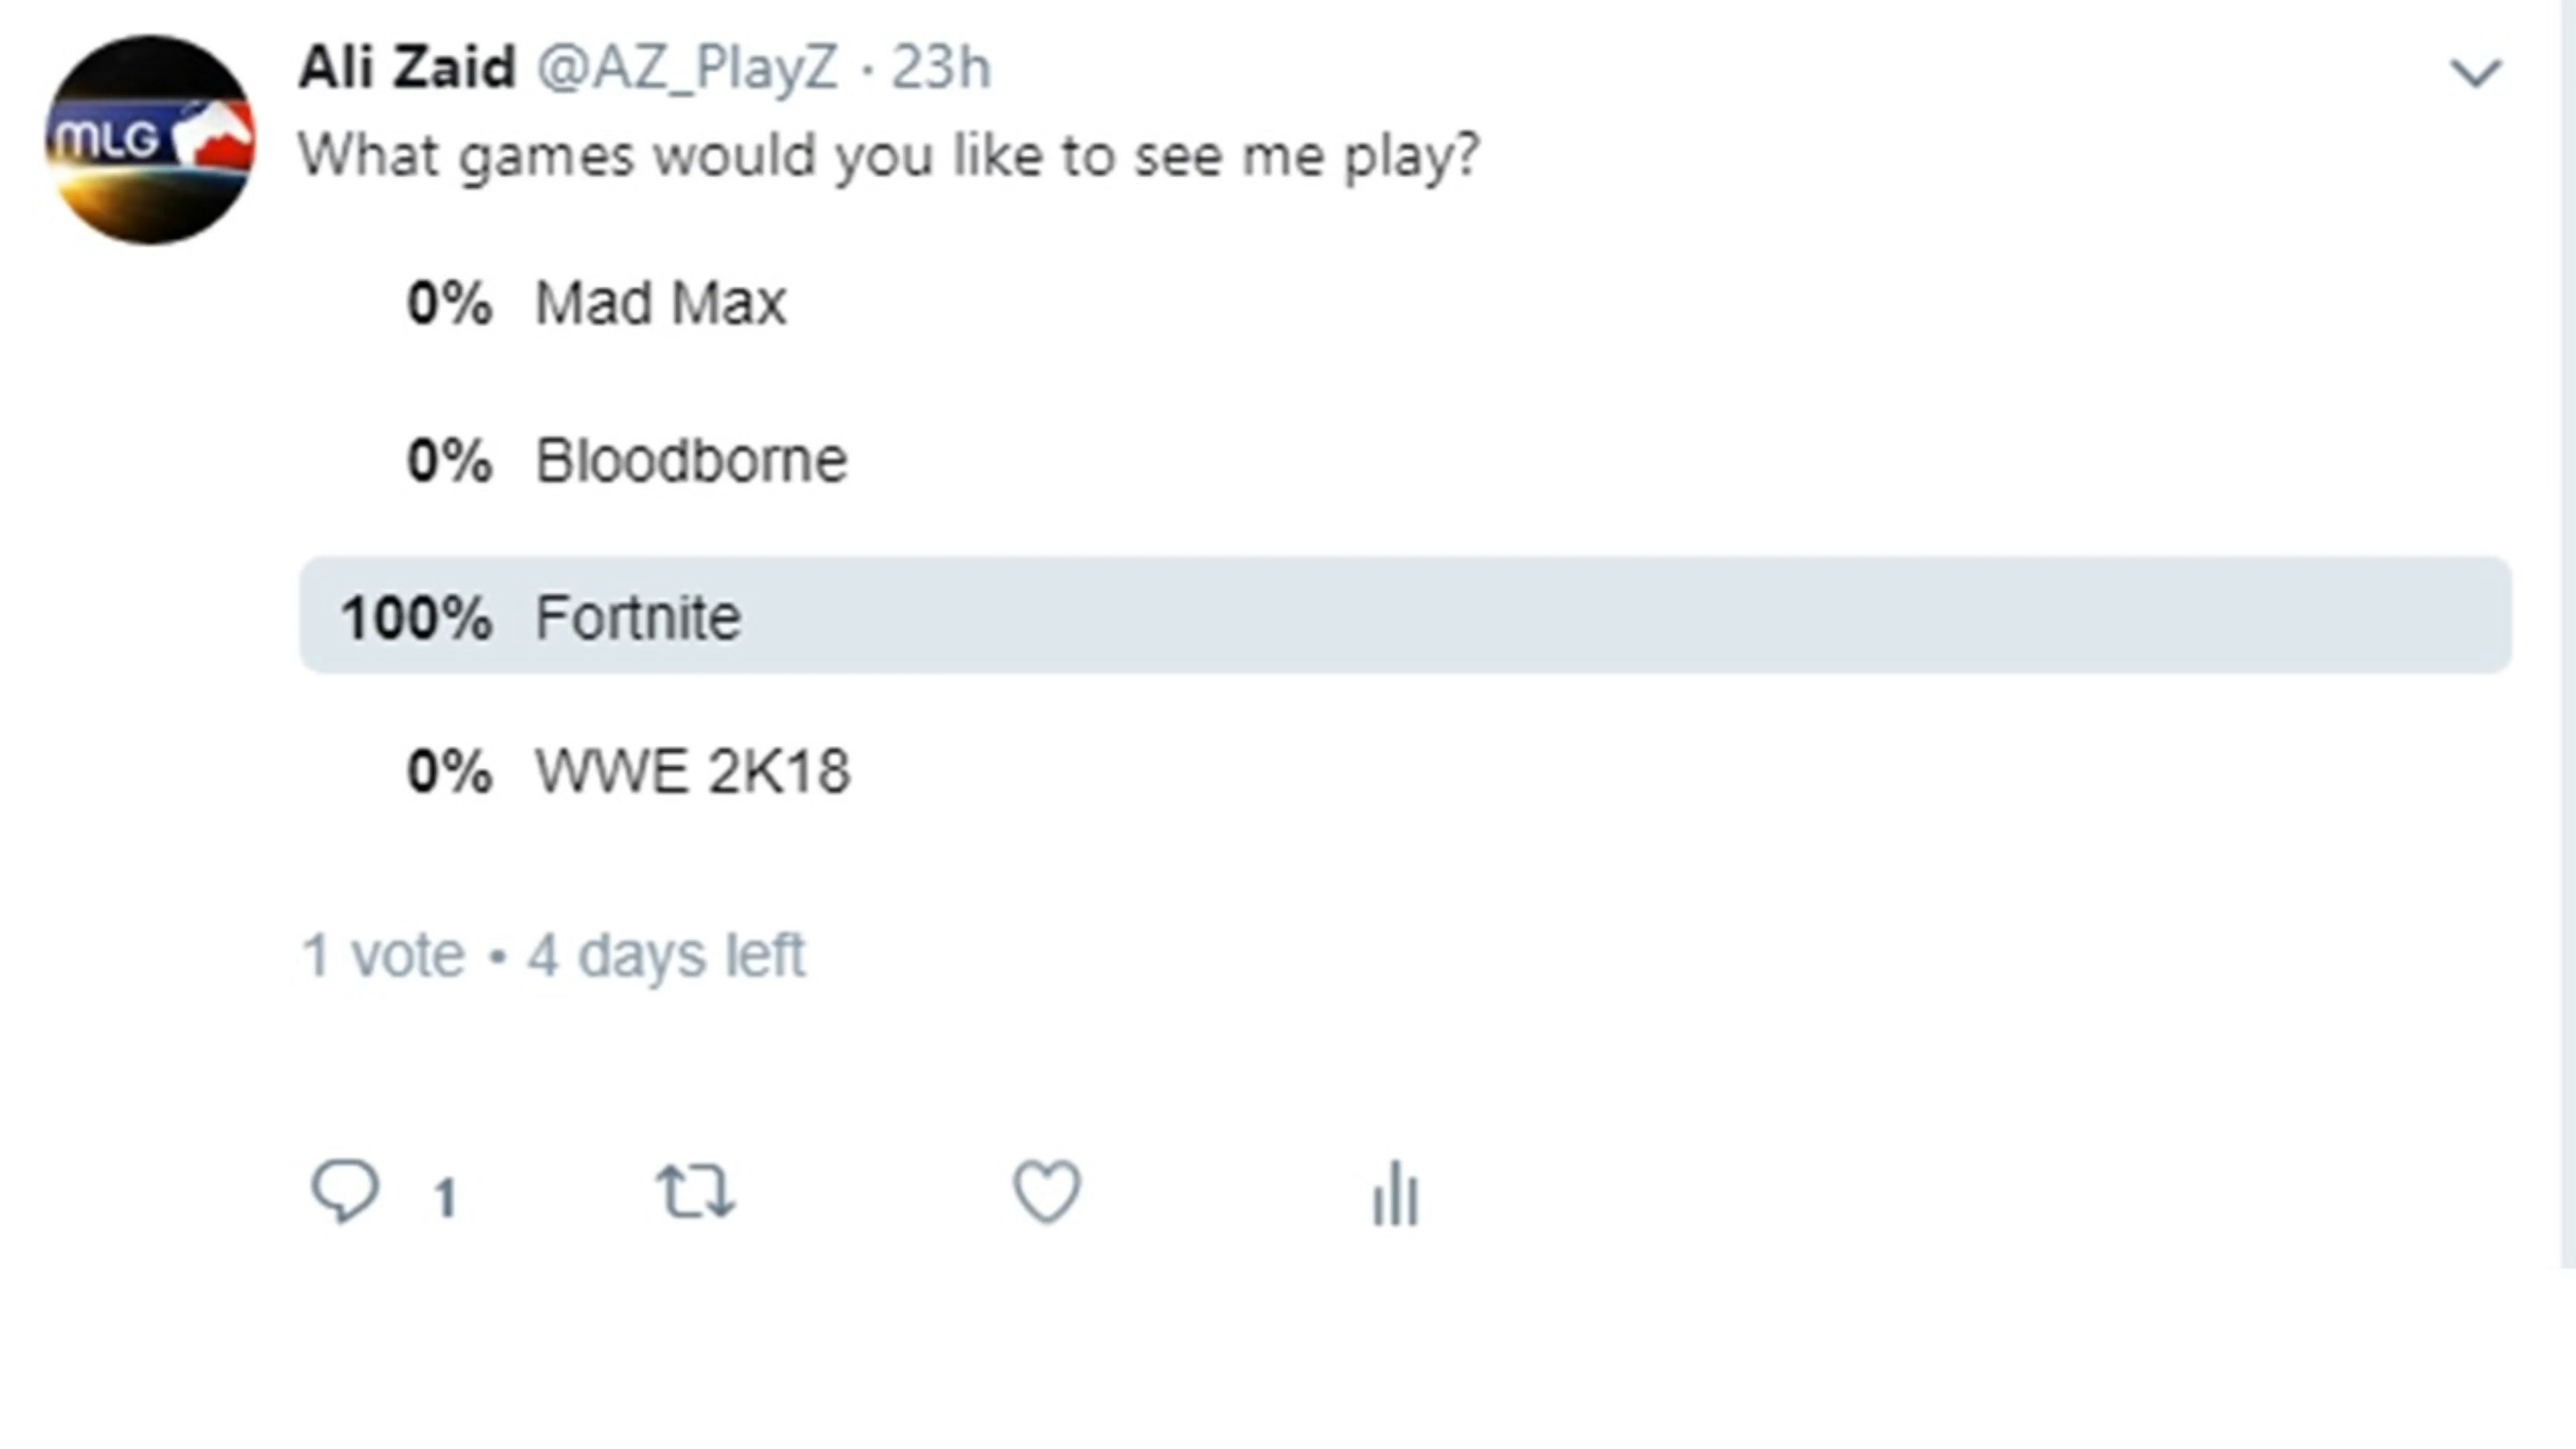 Ali Zaid @AZ_PlayZ · 23h
MLG
What games would you like to see me play?
0% Mad Max
0% Bloodborne
100% Fortnite
0% WWE 2K18
1 vote • 4 days left
1